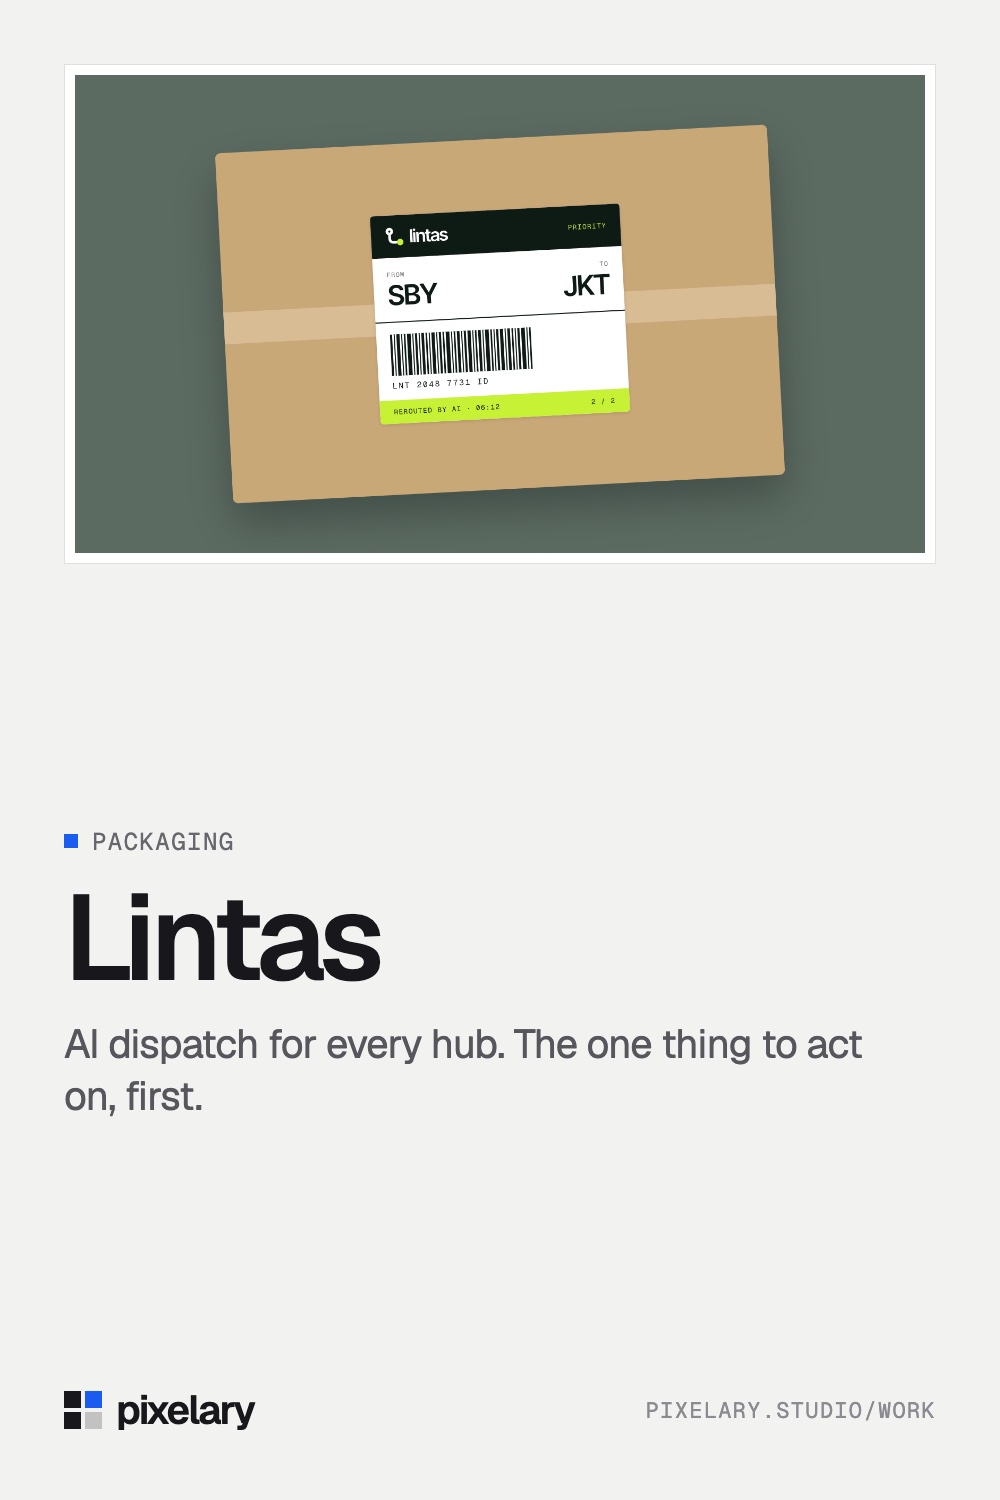 lintas
PRIORITY
FROM
TO
SBY
JKT
LNT 2048 7731 ID
REROUTED BY AI · 06:12
2 / 2
PACKAGING
Lintas
AI dispatch for every hub. The one thing to act
on, first.
pixelary
PIXELARY.STUDIO/WORK